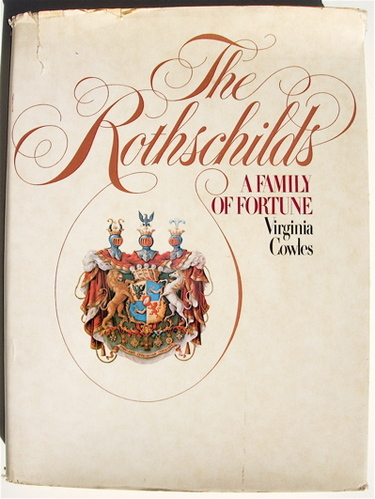 The
Rothschilds
A FAMILY
OF FORTUNE
Virginia
Cowles